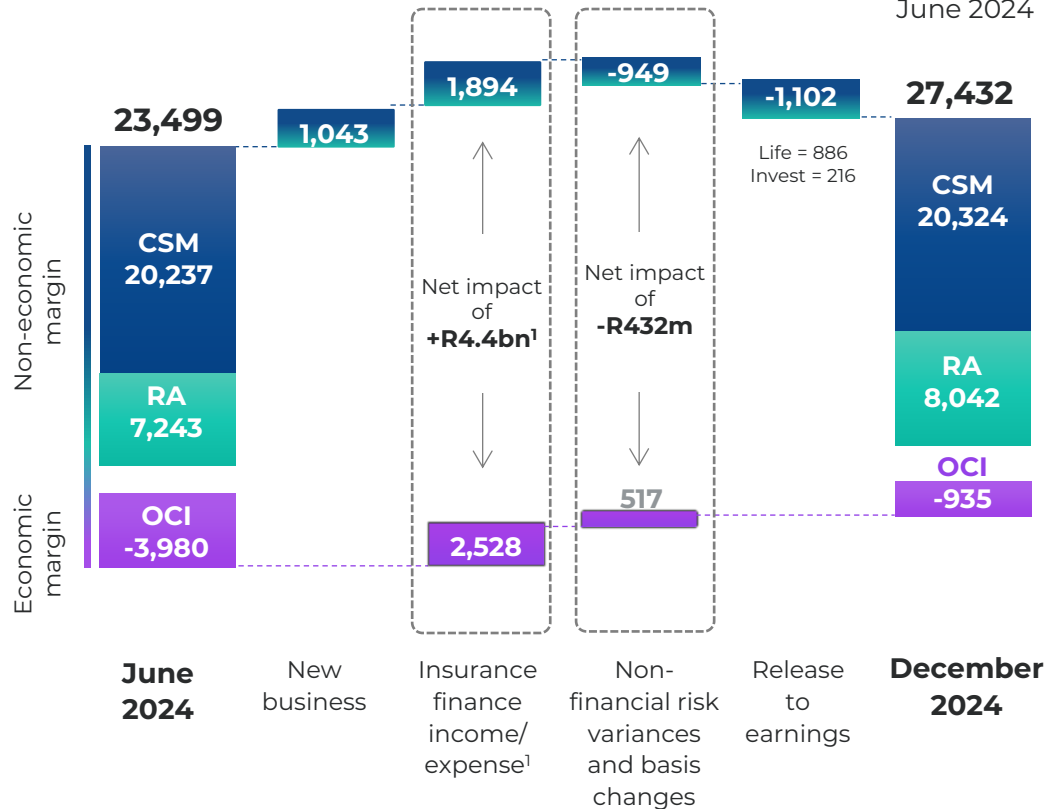 June 2024
23,499
1,043
1,894
-949
-1,102
27,432
Life = 886
Invest = 216
Non-economic
margin
CSM
20,237
RA
7,243
Net impact
of
+R4.4bn¹
Net impact
of
-R432m
CSM
20,324
RA
8,042
Economic
margin
OCI
-3,980
2,528
517
OCI
-935
June
2024
New
business
Insurance
finance
income/
expense¹
Non-
financial risk
variances
and basis
changes
Release
to
earnings
December
2024